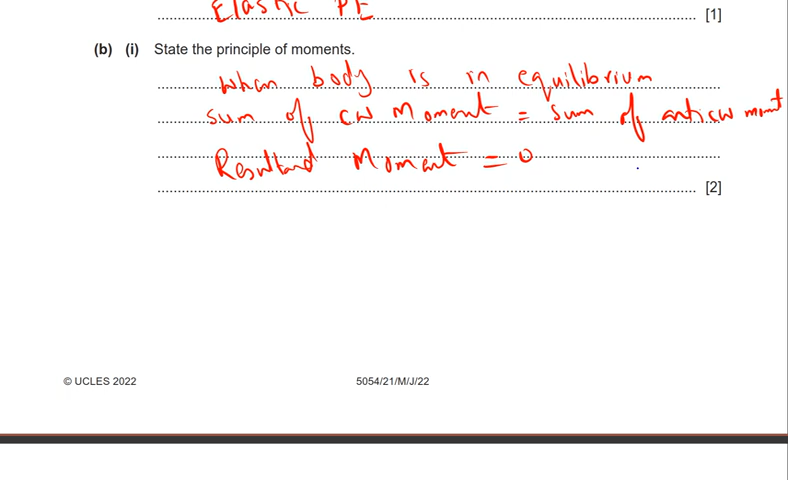 Elastic PE
[1]
(b) (i) State the principle of moments.
When body is in equilibrium
sum of cw Moment = sum of anticw moment
Resultand Moment = 0
[2]
© UCLES 2022
5054/21/M/J/22